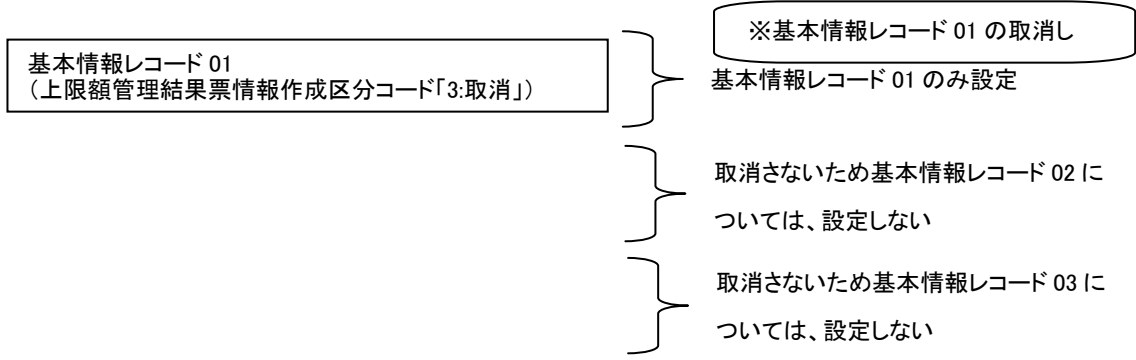 ※基本情報レコード 01 の取消し
基本情報レコード 01
（上限額管理結果票情報作成区分コード「3:取消」）
基本情報レコード 01 のみ設定
取消さないため基本情報レコード 02 に
ついては、設定しない
取消さないため基本情報レコード 03 に
ついては、設定しない